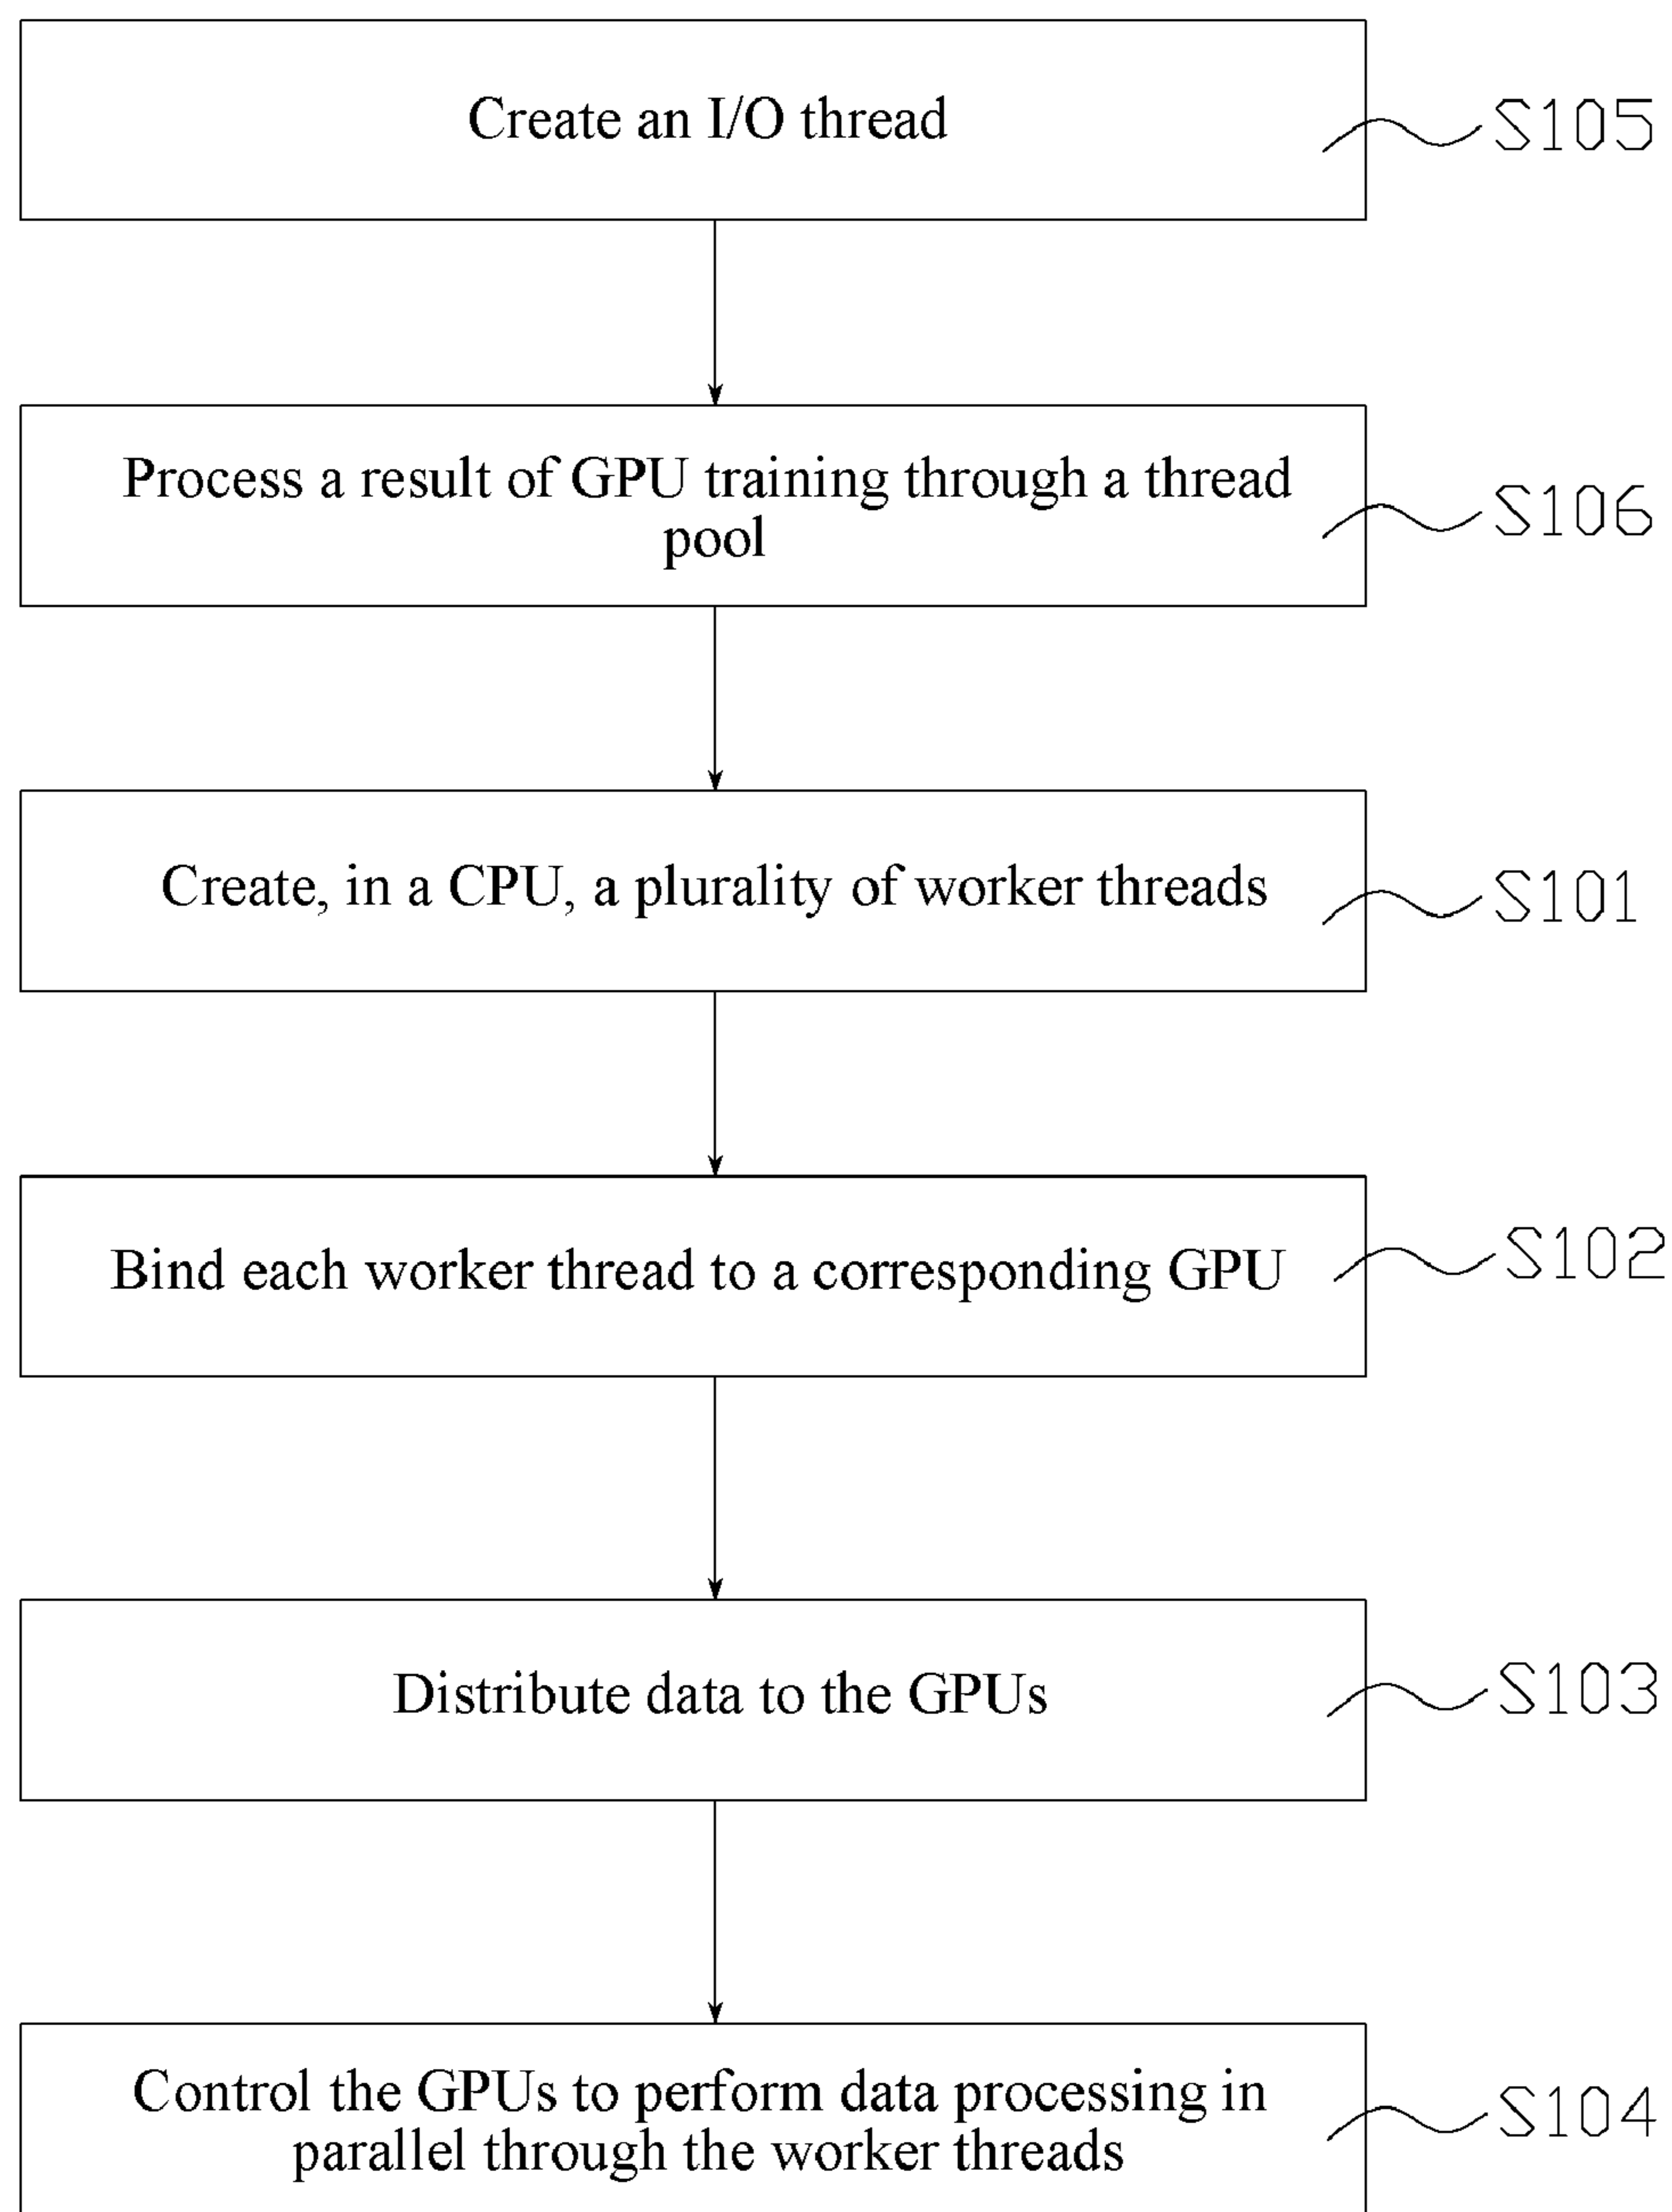 Create an I/O thread
S105
Process a result of GPU training through a thread
pool
S106
Create, in a CPU, a plurality of worker threads
S101
Bind each worker thread to a corresponding GPU
S102
Distribute data to the GPUs
S103
Control the GPUs to perform data processing in
parallel through the worker threads
S104